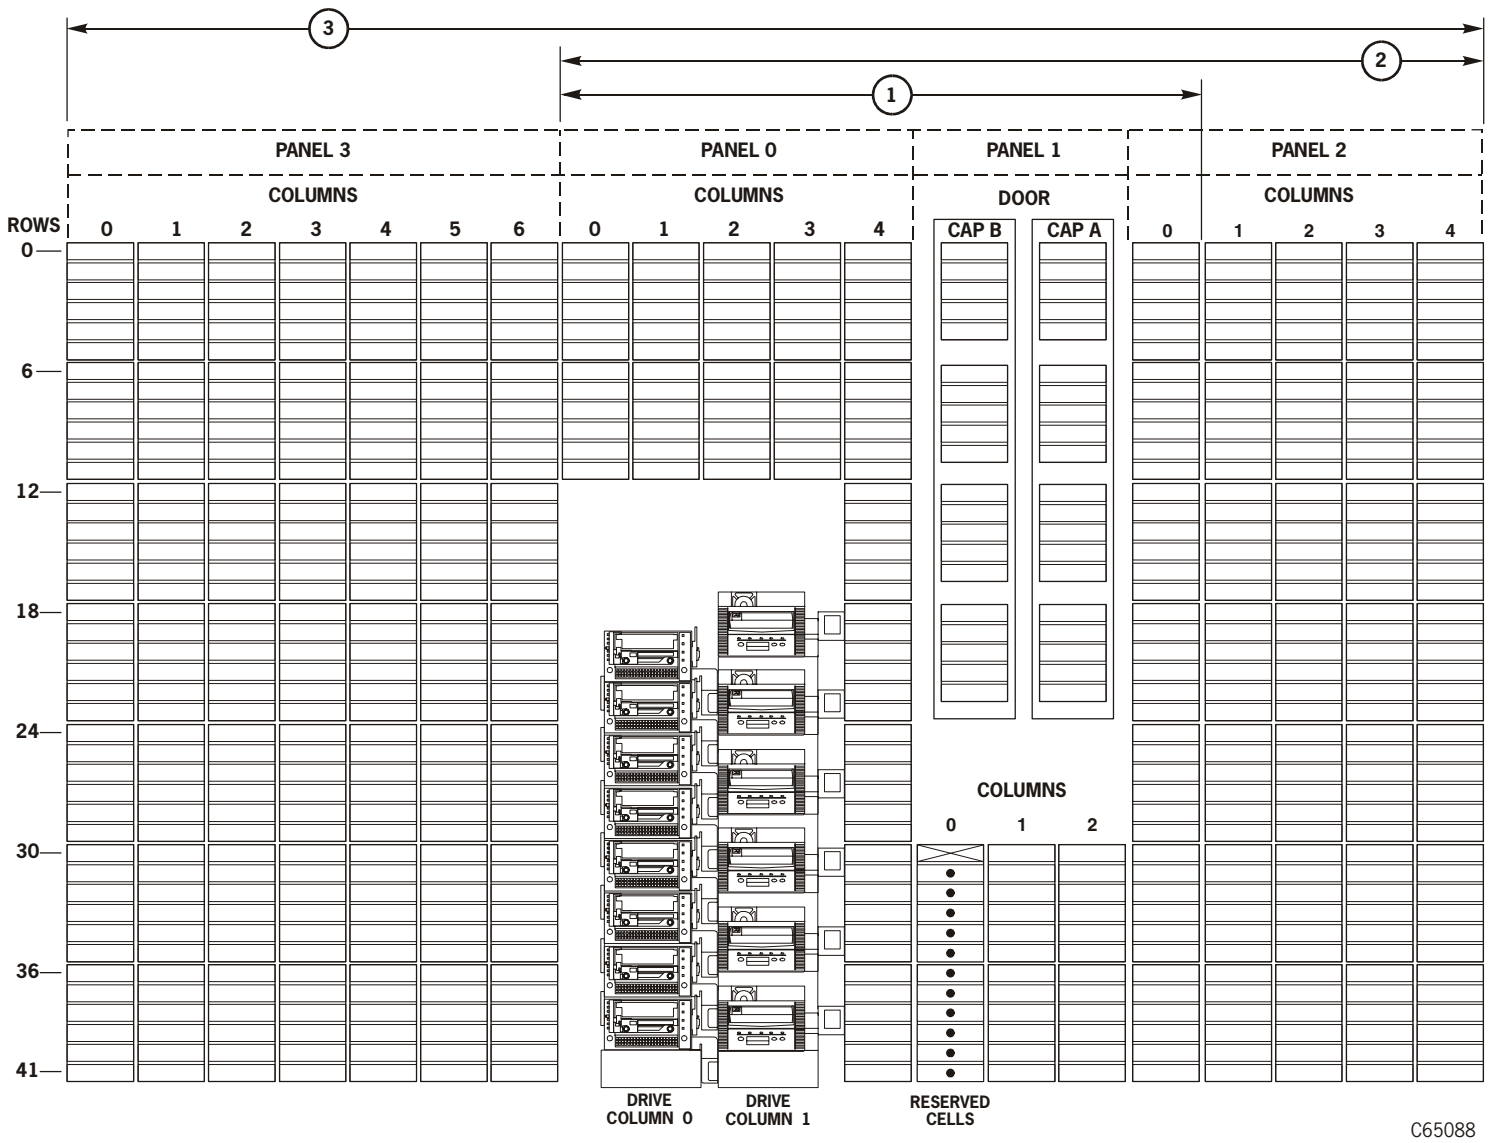 3
2
1
PANEL 3 PANEL 0 PANEL 1 PANEL 2
COLUMNS COLUMNS DOOR COLUMNS
ROWS 0 1 2 3 4 5 6 0 1 2 3 4 CAP B CAP A 0 1 2 3 4
0
6
12
18
24
COLUMNS
0 1 2
30
36
41
DRIVE COLUMN 0
DRIVE COLUMN 1
RESERVED CELLS
C65088